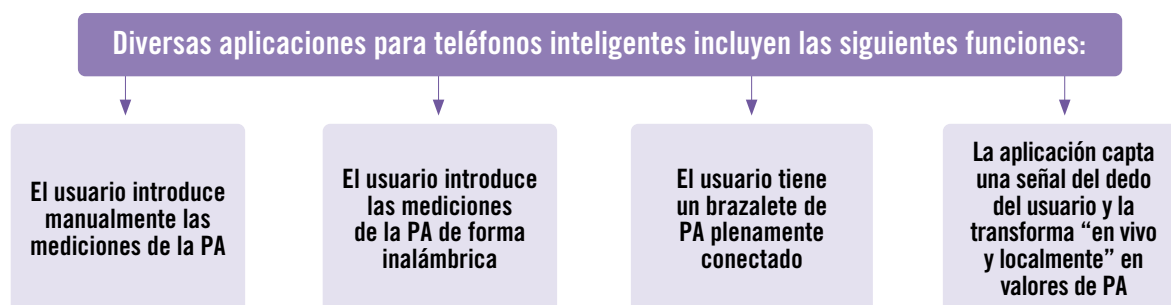 Diversas aplicaciones para teléfonos inteligentes incluyen las siguientes funciones:
El usuario introduce
manualmente las
mediciones de la PA
El usuario introduce
las mediciones
de la PA de forma
inalámbrica
El usuario tiene
un brazalete de
PA plenamente
conectado
La aplicación capta
una señal del dedo
del usuario y la
transforma “en vivo
y localmente” en
valores de PA